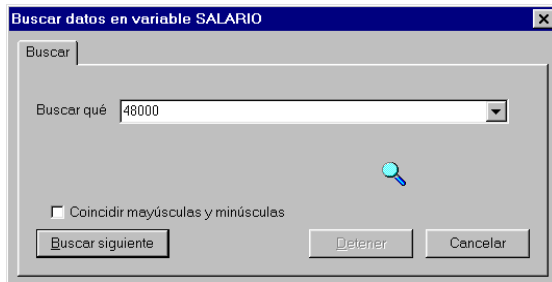 Buscar datos en variable SALARIO
Buscar
Buscar qué 48000
Coincidir mayúsculas y minúsculas
Buscar siguiente Detener Cancelar